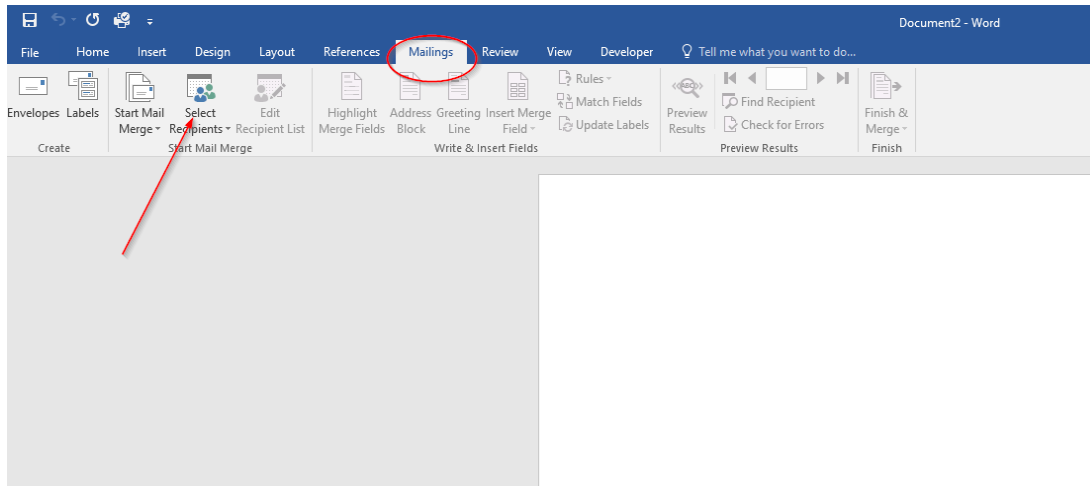 Document2 - Word
File Home Insert Design Layout References Mailings Review View Developer Tell me what you want to do...
Envelopes Labels Start Mail Merge Select Recipients Edit Recipient List Highlight Merge Fields Address Block Greeting Line Insert Merge Field Rules Match Fields Update Labels ABC Preview Results Find Recipient Check for Errors Finish & Merge
Create Start Mail Merge Write & Insert Fields Preview Results Finish